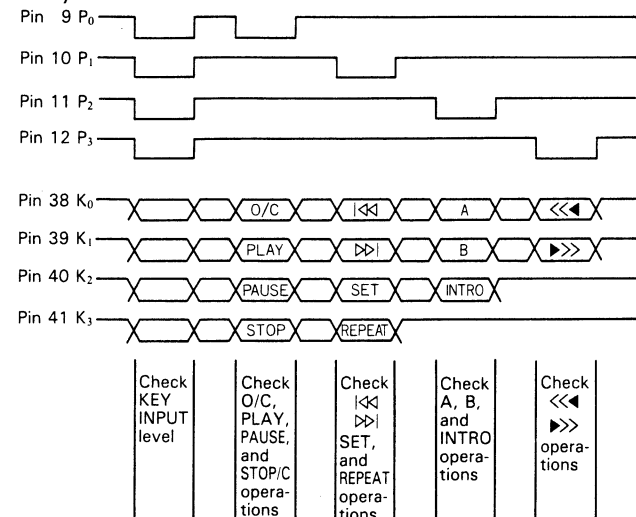 Pin 9 P₀
Pin 10 P₁
Pin 11 P₂
Pin 12 P₃
Pin 38 K₀ O/C |◁◁ A <<◀
Pin 39 K₁ PLAY ▷▷| B ▶>>
Pin 40 K₂ PAUSE SET INTRO
Pin 41 K₃ STOP REPEAT
Check
KEY
INPUT
level
Check
O/C,
PLAY,
PAUSE,
and
STOP/C
opera-
tions
Check
|◁◁
▷▷|
SET,
and
REPEAT
opera-
tions
Check
A, B,
and
INTRO
opera-
tions
Check
<<◀
▶>>
opera-
tions